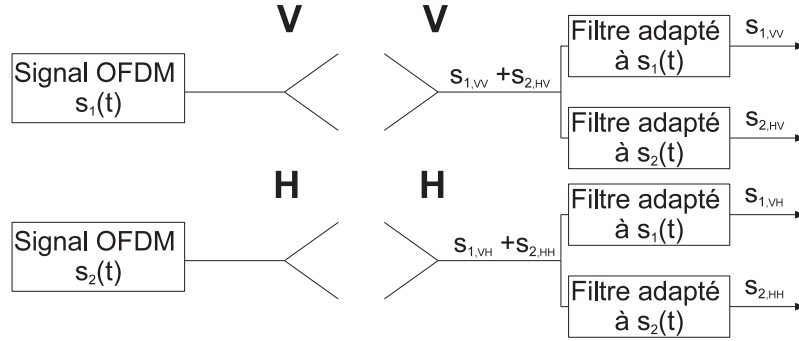 V
V
Signal OFDM
s₁(t)
s₁,VV +s₂,HV
Filtre adapté
à s₁(t)
s₁,VV
Filtre adapté
à s₂(t)
s₂,HV
H
H
Signal OFDM
s₂(t)
s₁,VH +s₂,HH
Filtre adapté
à s₁(t)
s₁,VH
Filtre adapté
à s₂(t)
s₂,HH